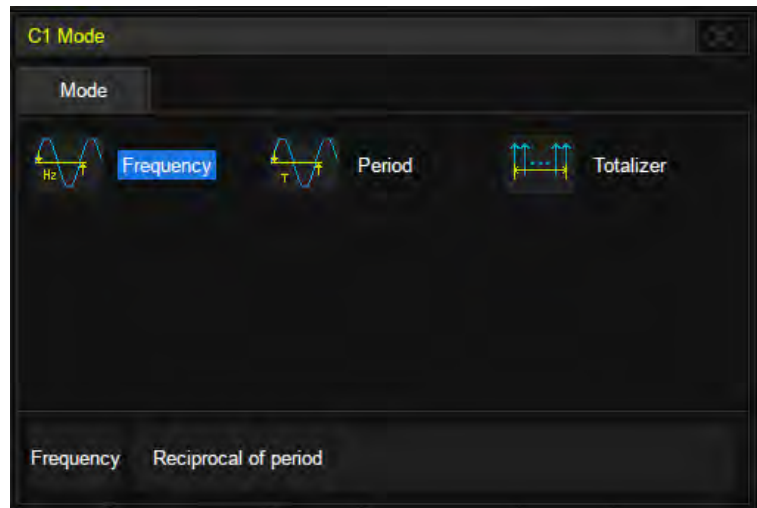 C1 Mode
Mode
Hz Frequency T Period Totalizer
Frequency Reciprocal of period